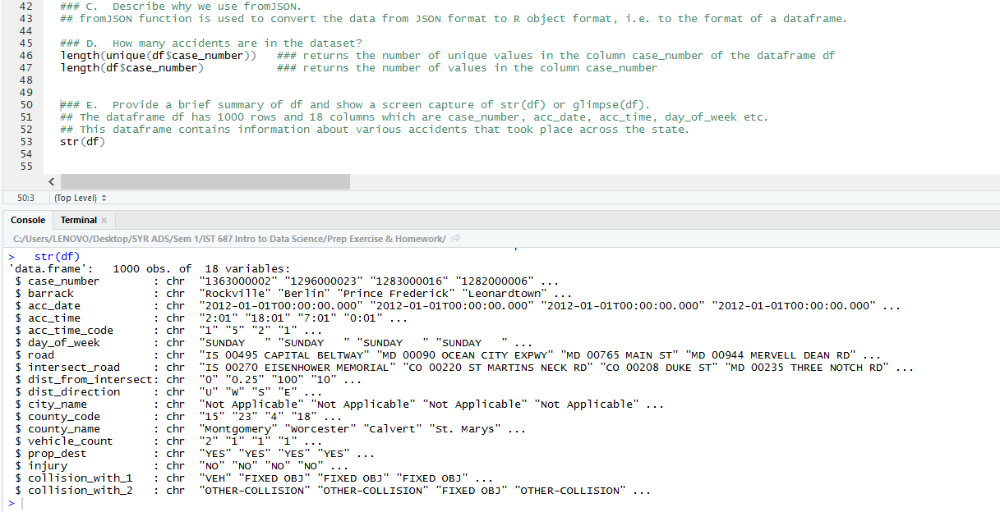 42 ### C.  Describe why we use fromJSON.
43 ## fromJSON function is used to convert the data from JSON format to R object format, i.e. to the format of a dataframe.
44
45 ### D.  How many accidents are in the dataset?
46 length(unique(df$case_number))   ### returns the number of unique values in the column case_number of the dataframe df
47 length(df$case_number)           ### returns the number of values in the column case_number
48
49
50 ### E.  Provide a brief summary of df and show a screen capture of str(df) or glimpse(df).
51 ## The dataframe df has 1000 rows and 18 columns which are case_number, acc_date, acc_time, day_of_week etc.
52 ## This dataframe contains information about various accidents that took place across the state.
53 str(df)
54
55
50:3 (Top Level)
Console Terminal
C:/Users/LENOVO/Desktop/SYR ADS/Sem 1/IST 687 Intro to Data Science/Prep Exercise & Homework/
>   str(df)
'data.frame':   1000 obs. of  18 variables:
 $ case_number        : chr  "1363000002" "1296000023" "1283000016" "1282000006" ...
 $ barrack            : chr  "Rockville" "Berlin" "Prince Frederick" "Leonardtown" ...
 $ acc_date           : chr  "2012-01-01T00:00:00.000" "2012-01-01T00:00:00.000" "2012-01-01T00:00:00.000" "2012-01-01T00:00:00.000" ...
 $ acc_time           : chr  "2:01" "18:01" "7:01" "0:01" ...
 $ acc_time_code      : chr  "1" "5" "2" "1" ...
 $ day_of_week        : chr  "SUNDAY   " "SUNDAY   " "SUNDAY   " "SUNDAY   " ...
 $ road               : chr  "IS 00495 CAPITAL BELTWAY" "MD 00090 OCEAN CITY EXPWY" "MD 00765 MAIN ST" "MD 00944 MERVELL DEAN RD" ...
 $ intersect_road     : chr  "IS 00270 EISENHOWER MEMORIAL" "CO 00220 ST MARTINS NECK RD" "CO 00208 DUKE ST" "MD 00235 THREE NOTCH RD" ...
 $ dist_from_intersect: chr  "0" "0.25" "100" "10" ...
 $ dist_direction     : chr  "U" "W" "S" "E" ...
 $ city_name          : chr  "Not Applicable" "Not Applicable" "Not Applicable" "Not Applicable" ...
 $ county_code        : chr  "15" "23" "4" "18" ...
 $ county_name        : chr  "Montgomery" "Worcester" "Calvert" "St. Marys" ...
 $ vehicle_count      : chr  "2" "1" "1" "1" ...
 $ prop_dest          : chr  "YES" "YES" "YES" "YES" ...
 $ injury             : chr  "NO" "NO" "NO" "NO" ...
 $ collision_with_1   : chr  "VEH" "FIXED OBJ" "FIXED OBJ" "FIXED OBJ" ...
 $ collision_with_2   : chr  "OTHER-COLLISION" "OTHER-COLLISION" "FIXED OBJ" "OTHER-COLLISION" ...
>